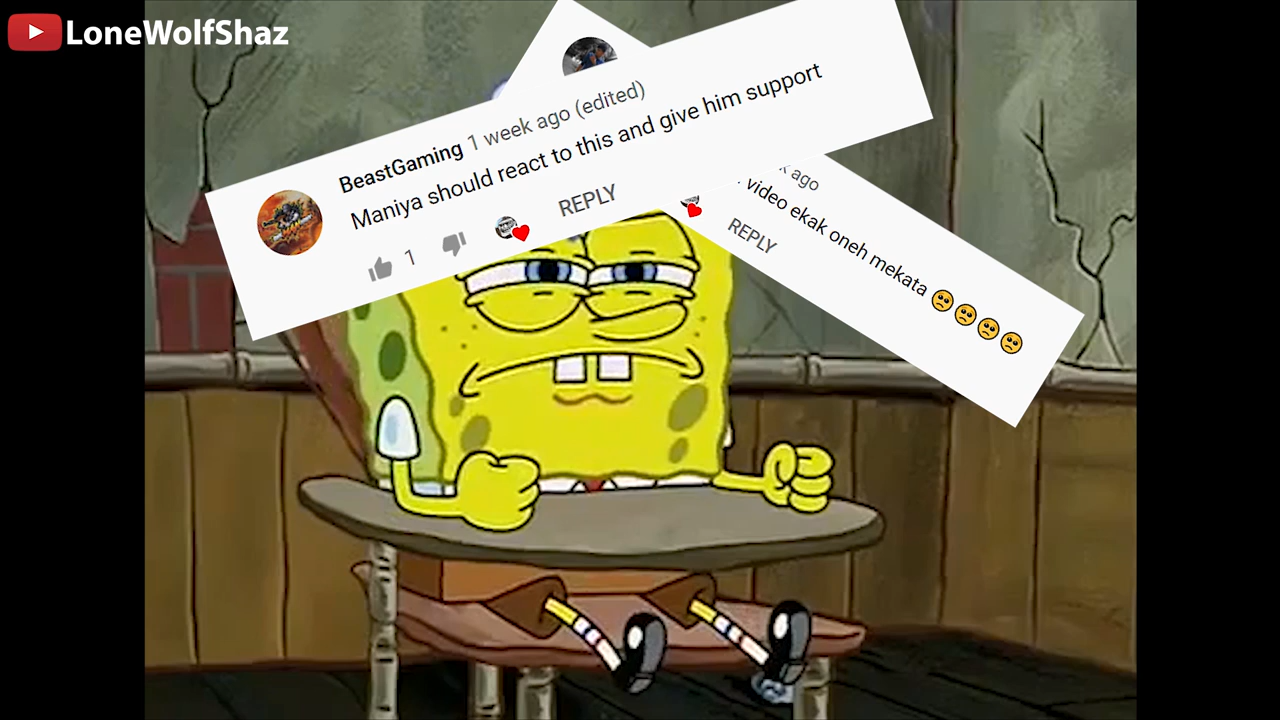 LoneWolfShaz
BeastGaming 1 week ago (edited)
Maniya should react to this and give him support
1
REPLY
ago
video ekak oneh mekata 🥺🥺🥺🥺
REPLY